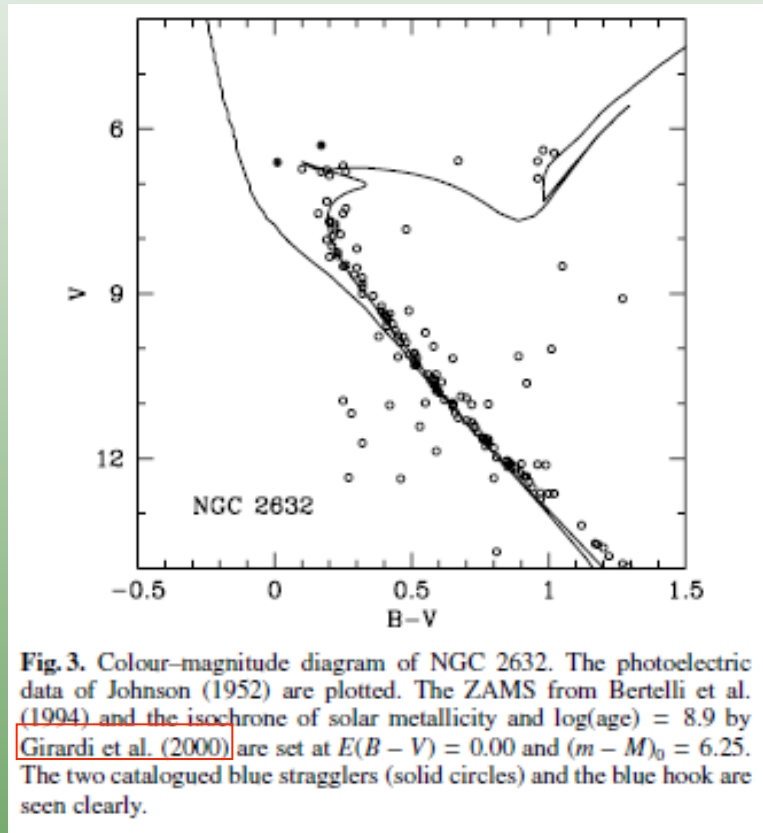 6
9
12
V
NGC 2632
−0.5 0 0.5 1 1.5
B−V
Fig. 3. Colour–magnitude diagram of NGC 2632. The photoelectric
data of Johnson (1952) are plotted. The ZAMS from Bertelli et al.
(1994) and the isochrone of solar metallicity and log(age) = 8.9 by
Girardi et al. (2000) are set at E(B − V) = 0.00 and (m − M)₀ = 6.25.
The two catalogued blue stragglers (solid circles) and the blue hook are
seen clearly.